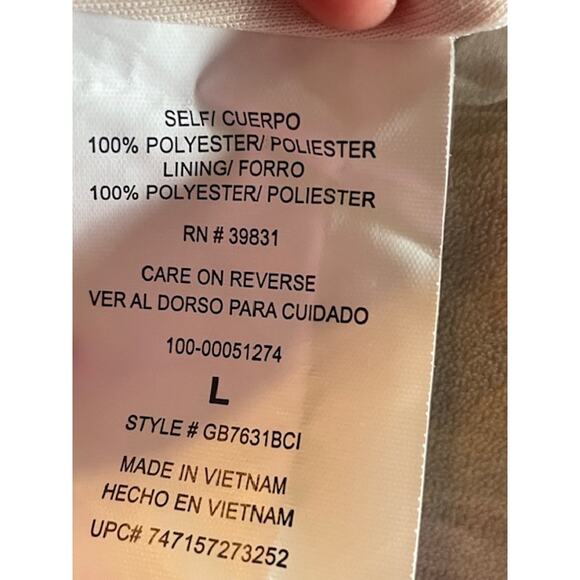 SELF/ CUERPO
100% POLYESTER/ POLIESTER
LINING/ FORRO
100% POLYESTER/ POLIESTER
RN # 39831
CARE ON REVERSE
VER AL DORSO PARA CUIDADO
100-00051274
L
STYLE # GB7631BCI
MADE IN VIETNAM
HECHO EN VIETNAM
UPC# 747157273252